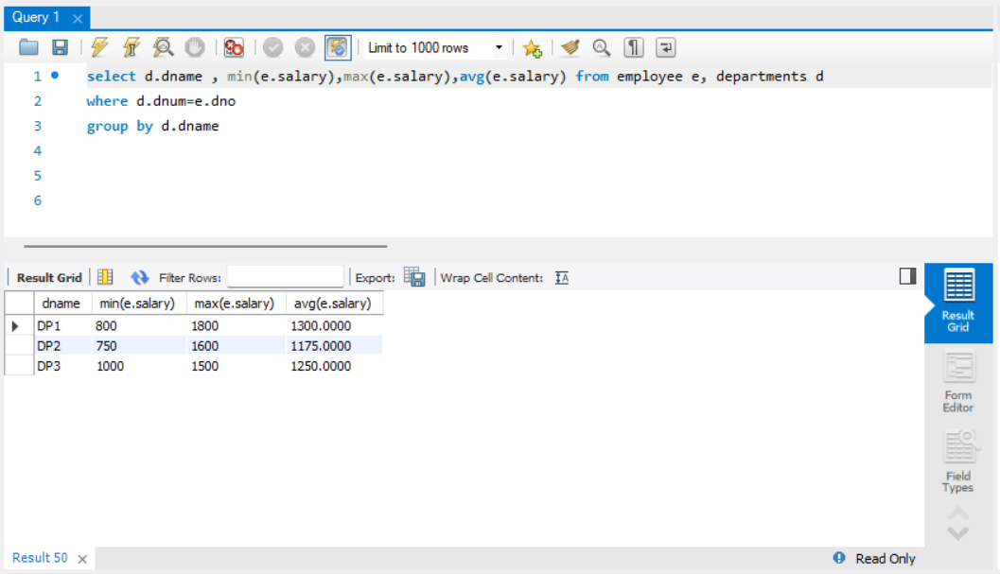 Query 1
Limit to 1000 rows
1 select d.dname , min(e.salary),max(e.salary),avg(e.salary) from employee e, departments d
2 where d.dnum=e.dno
3 group by d.dname
4
5
6
Result Grid Filter Rows: Export: Wrap Cell Content:
dname min(e.salary) max(e.salary) avg(e.salary)
DP1 800 1800 1300.0000
DP2 750 1600 1175.0000
DP3 1000 1500 1250.0000
Result
Grid
Form
Editor
Field
Types
Result 50 Read Only